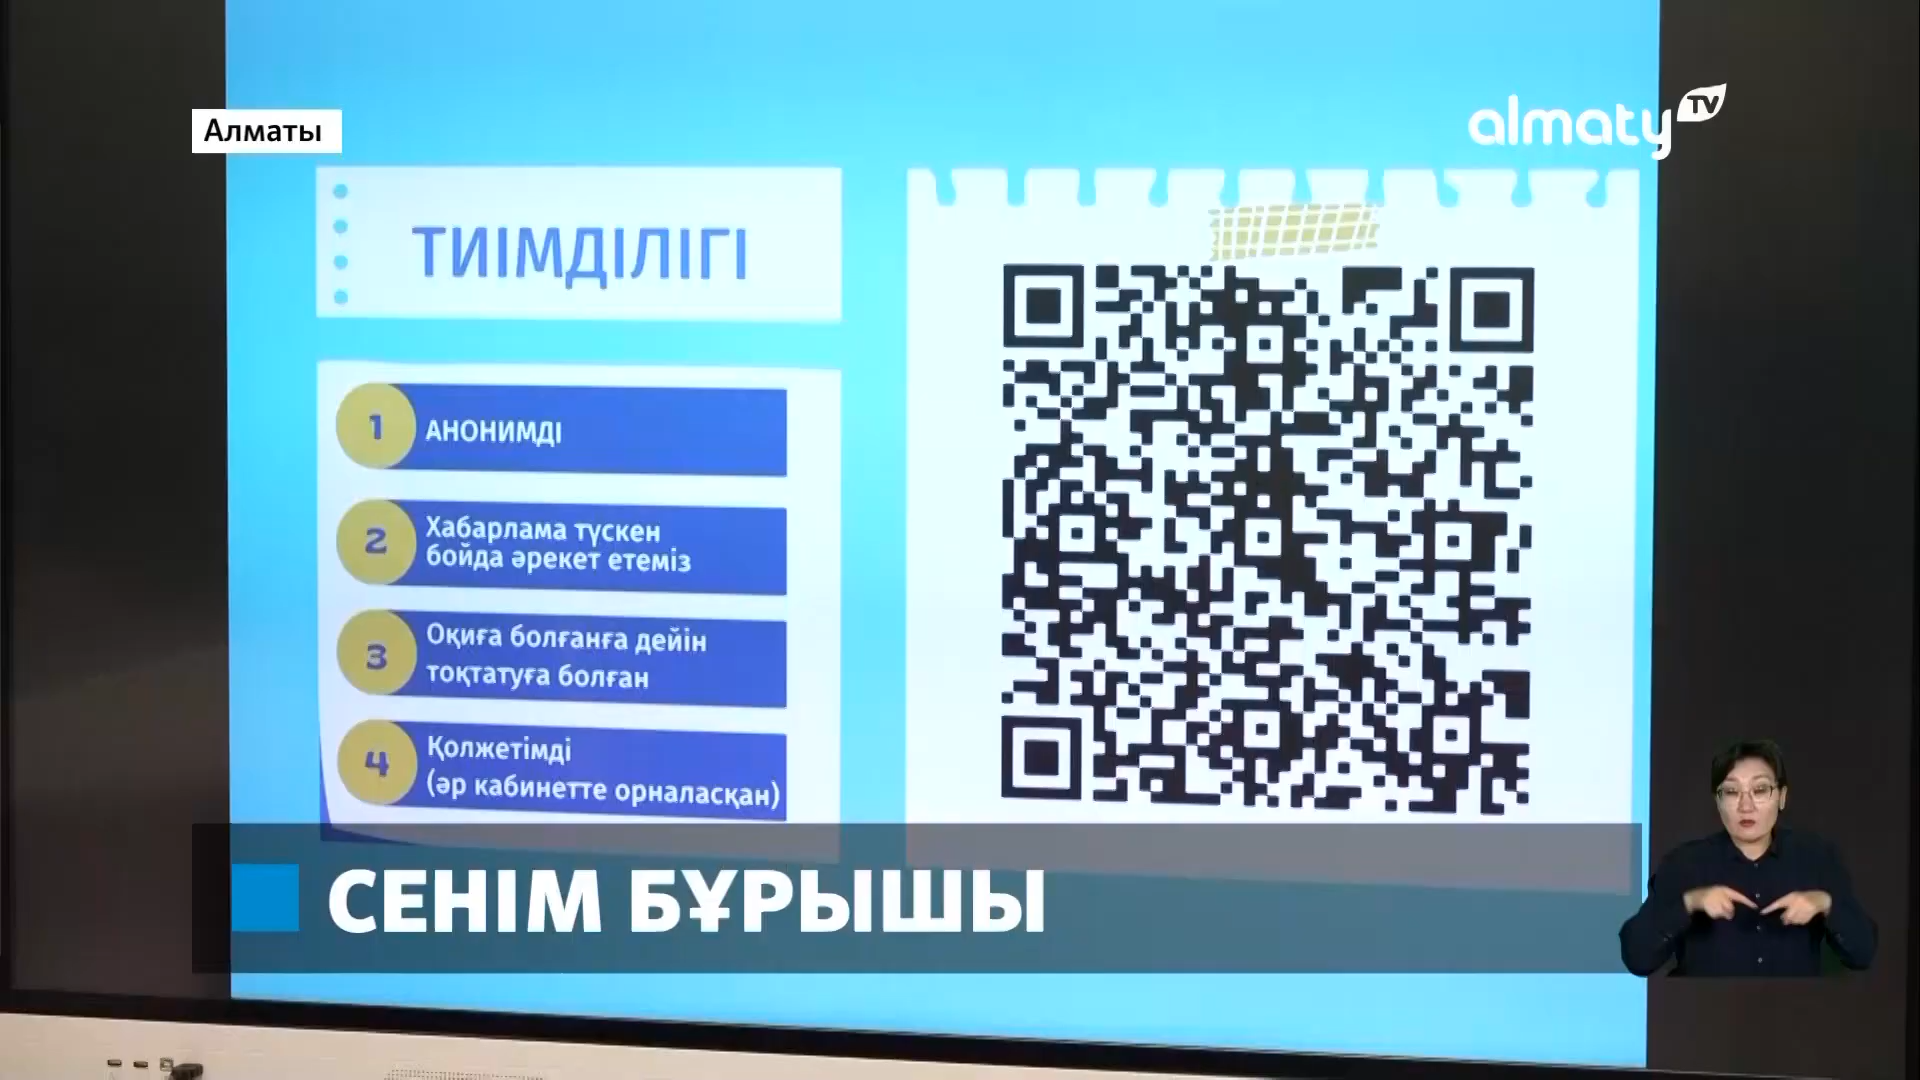 Алматы
almaty TV
ТИІМДІЛІГІ
1
АНОНИМДІ
2
Хабарлама түскен
бойда әрекет етеміз
3
Оқиға болғанға дейін
тоқтатуға болған
4
Қолжетімді
(әр кабинетте орналасқан)
СЕНІМ БҰРЫШЫ